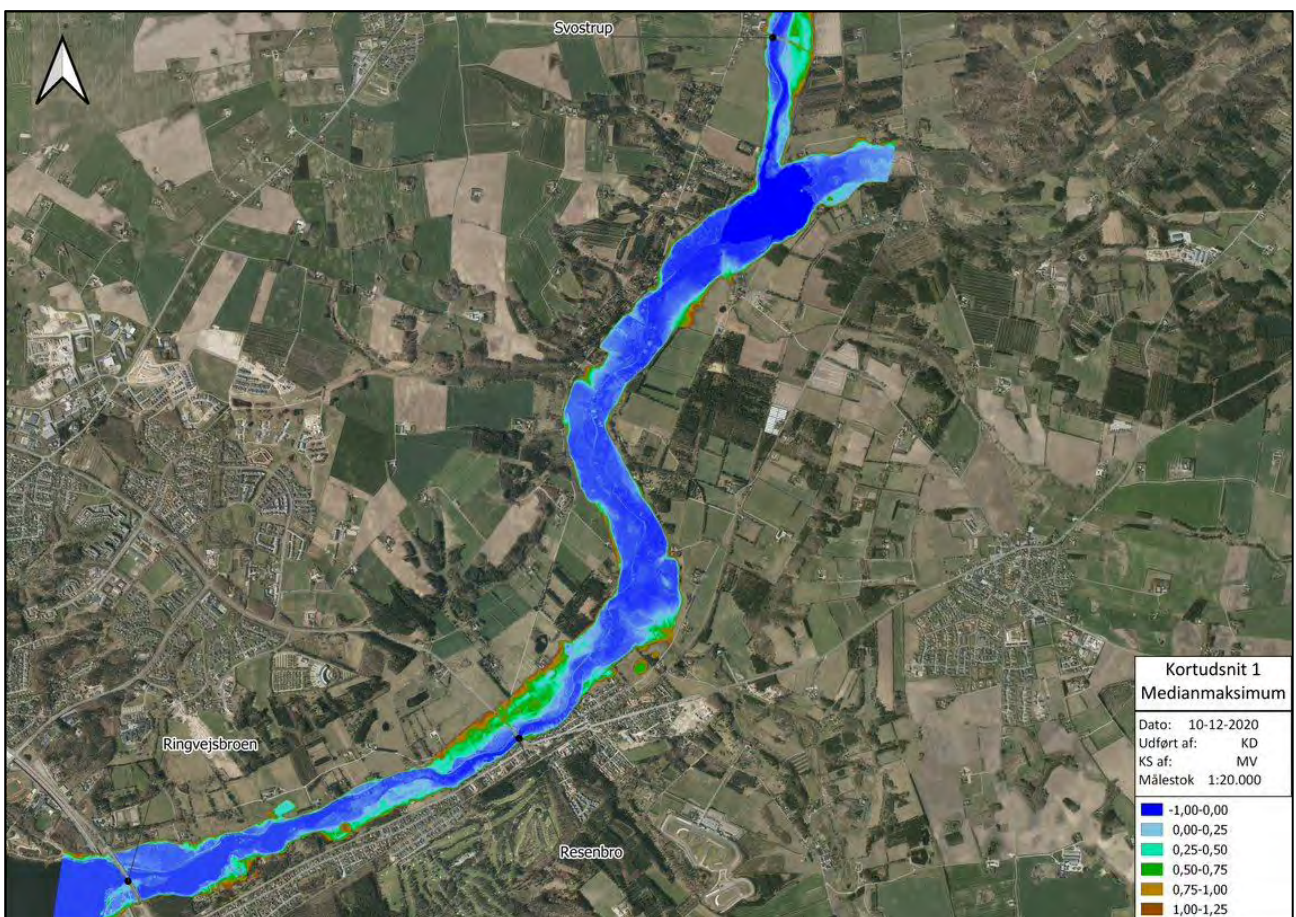 Svostrup
Ringvejsbroen
Resenbro
Kortudsnit 1
Medianmaksimum
Dato: 10-12-2020
Udført af: KD
KS af: MV
Målestok 1:20.000
-1,00-0,00
0,00-0,25
0,25-0,50
0,50-0,75
0,75-1,00
1,00-1,25